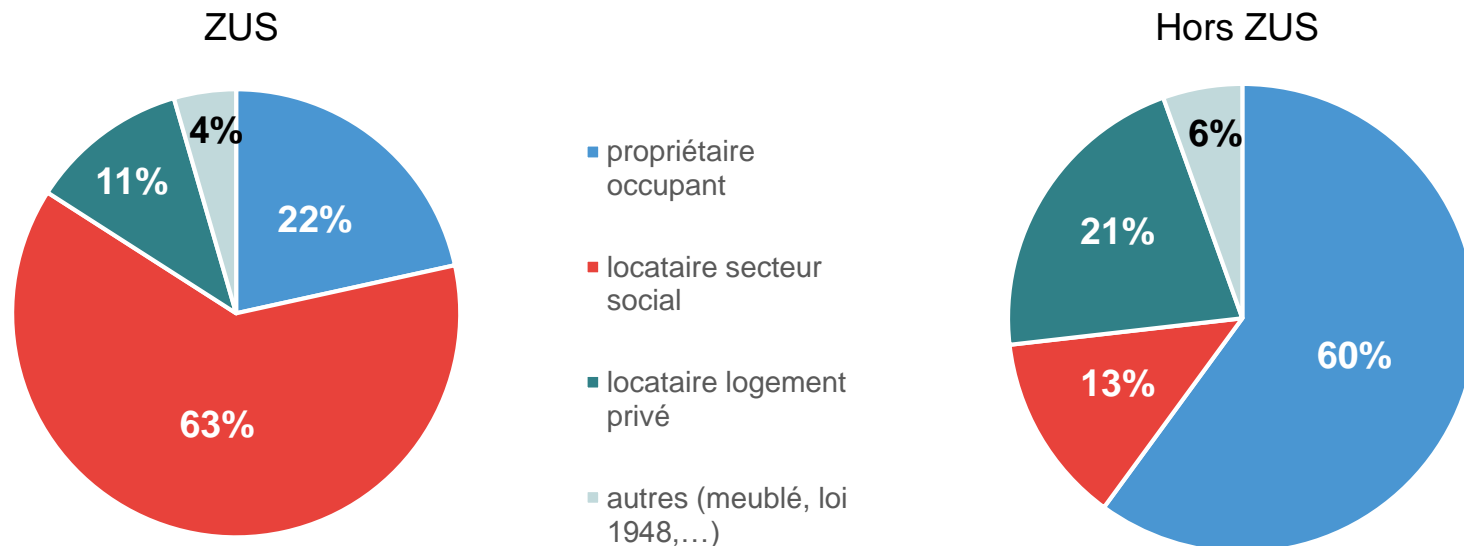 ZUS
Hors ZUS
4%
11%
22%
63%
propriétaire
occupant
locataire secteur
social
locataire logement
privé
autres (meublé, loi
1948,…)
6%
21%
13%
60%